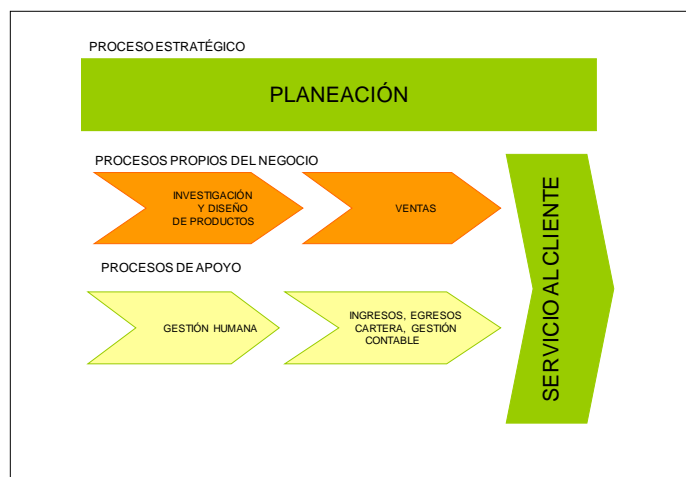 PROCESO ESTRATÉGICO
PLANEACIÓN
PROCESOS PROPIOS DEL NEGOCIO
INVESTIGACIÓN
Y DISEÑO
DE PRODUCTOS
VENTAS
PROCESOS DE APOYO
GESTIÓN HUMANA
INGRESOS, EGRESOS
CARTERA, GESTIÓN
CONTABLE
SERVICIO AL CLIENTE